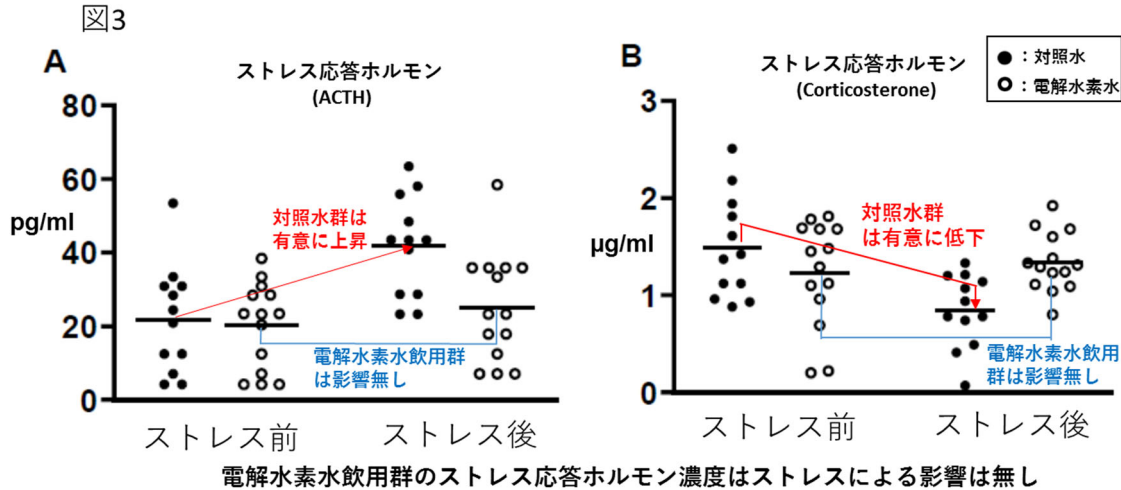 図3
A
ストレス応答ホルモン
(ACTH)
80
60
40
20
0
pg/ml
対照水群は
有意に上昇
電解水素水飲用群
は影響無し
ストレス前
ストレス後
B
ストレス応答ホルモン
(Corticosterone)
●：対照水
○：電解水素水
3
2
1
0
μg/ml
対照水群
は有意に低下
電解水素水飲用
群は影響無し
ストレス前
ストレス後
電解水素水飲用群のストレス応答ホルモン濃度はストレスによる影響は無し